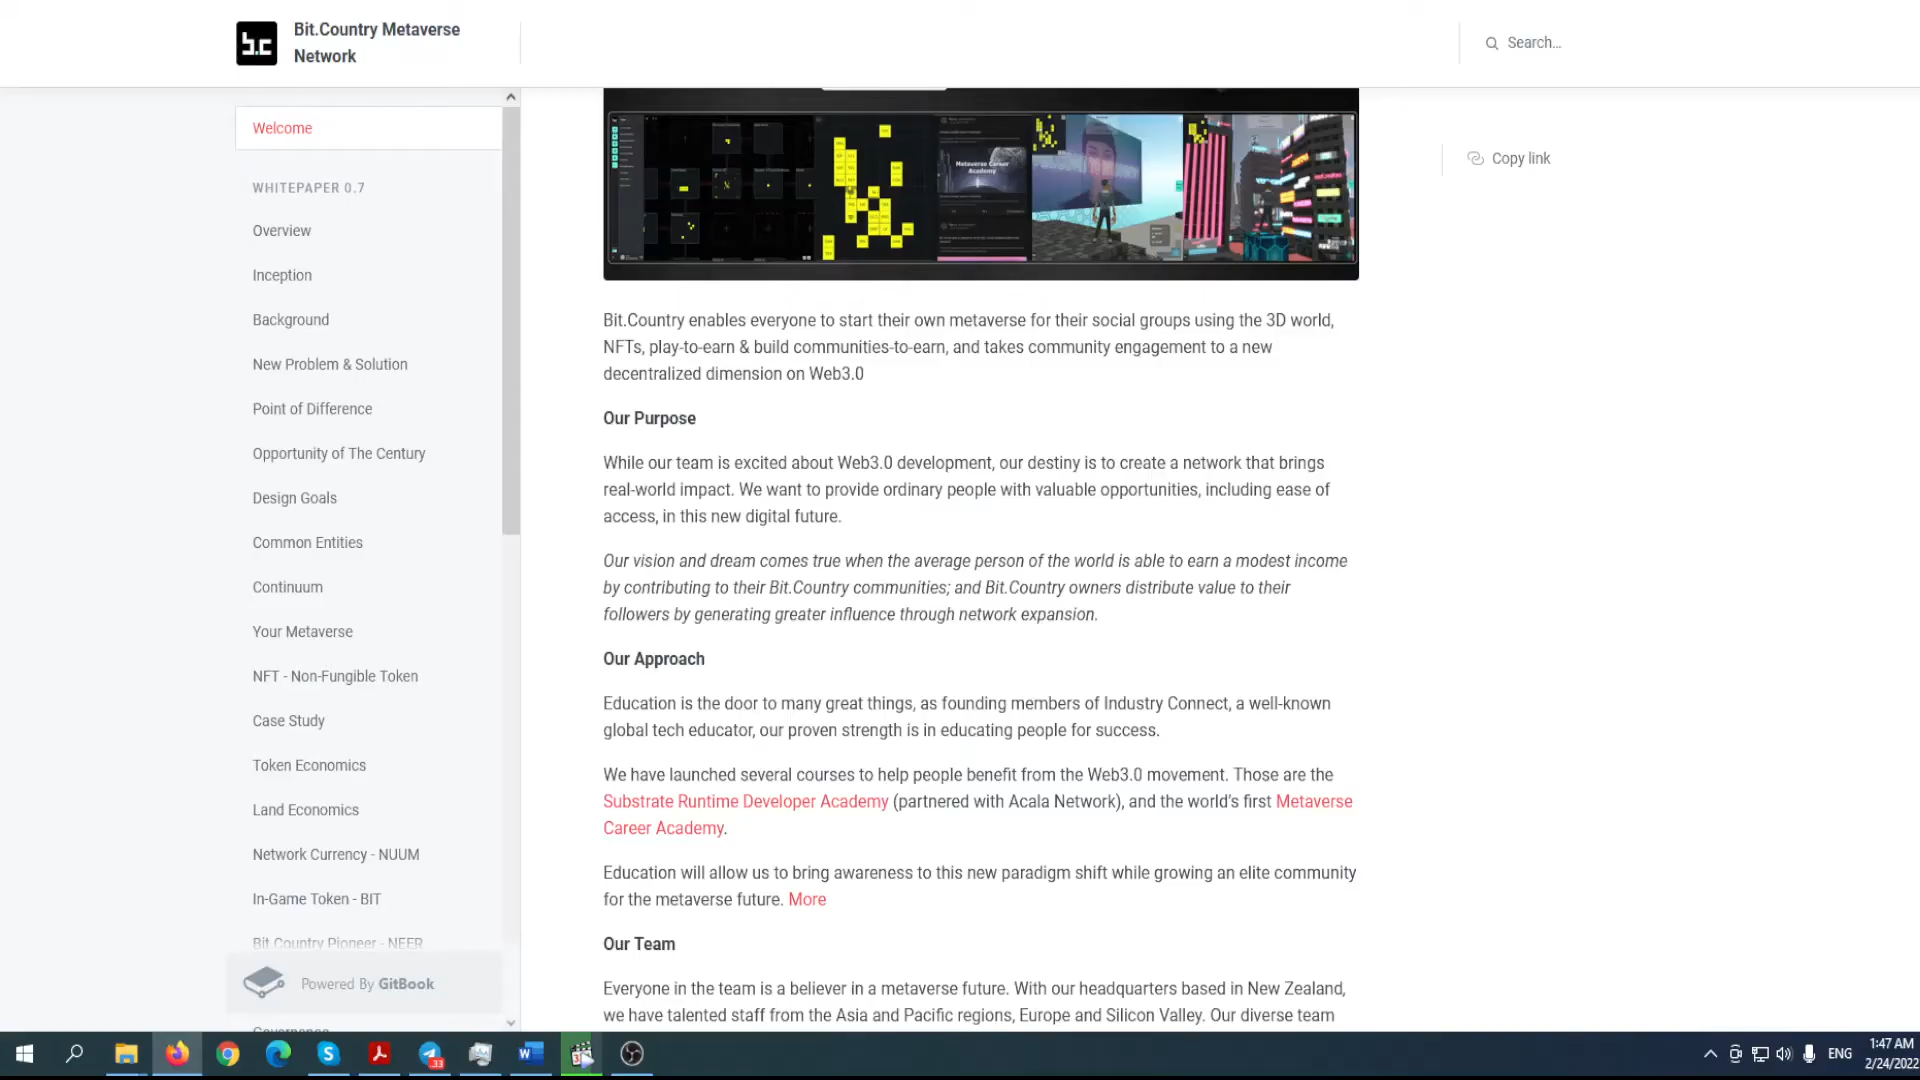 Bit.Country Metaverse
Network
Search...
Welcome
WHITEPAPER 0.7
Overview
Inception
Background
New Problem & Solution
Point of Difference
Opportunity of The Century
Design Goals
Common Entities
Continuum
Your Metaverse
NFT - Non-Fungible Token
Case Study
Token Economics
Land Economics
Network Currency - NUUM
In-Game Token - BIT
Bit.Country Pioneer - NEER
Governance
Powered By GitBook
Metaverse Career
Academy
Copy link
Bit.Country enables everyone to start their own metaverse for their social groups using the 3D world,
NFTs, play-to-earn & build communities-to-earn, and takes community engagement to a new
decentralized dimension on Web3.0
Our Purpose
While our team is excited about Web3.0 development, our destiny is to create a network that brings
real-world impact. We want to provide ordinary people with valuable opportunities, including ease of
access, in this new digital future.
Our vision and dream comes true when the average person of the world is able to earn a modest income
by contributing to their Bit.Country communities; and Bit.Country owners distribute value to their
followers by generating greater influence through network expansion.
Our Approach
Education is the door to many great things, as founding members of Industry Connect, a well-known
global tech educator, our proven strength is in educating people for success.
We have launched several courses to help people benefit from the Web3.0 movement. Those are the
Substrate Runtime Developer Academy (partnered with Acala Network), and the world's first Metaverse
Career Academy.
Education will allow us to bring awareness to this new paradigm shift while growing an elite community
for the metaverse future. More
Our Team
Everyone in the team is a believer in a metaverse future. With our headquarters based in New Zealand,
we have talented staff from the Asia and Pacific regions, Europe and Silicon Valley. Our diverse team
33
ENG
1:47 AM
2/24/2022